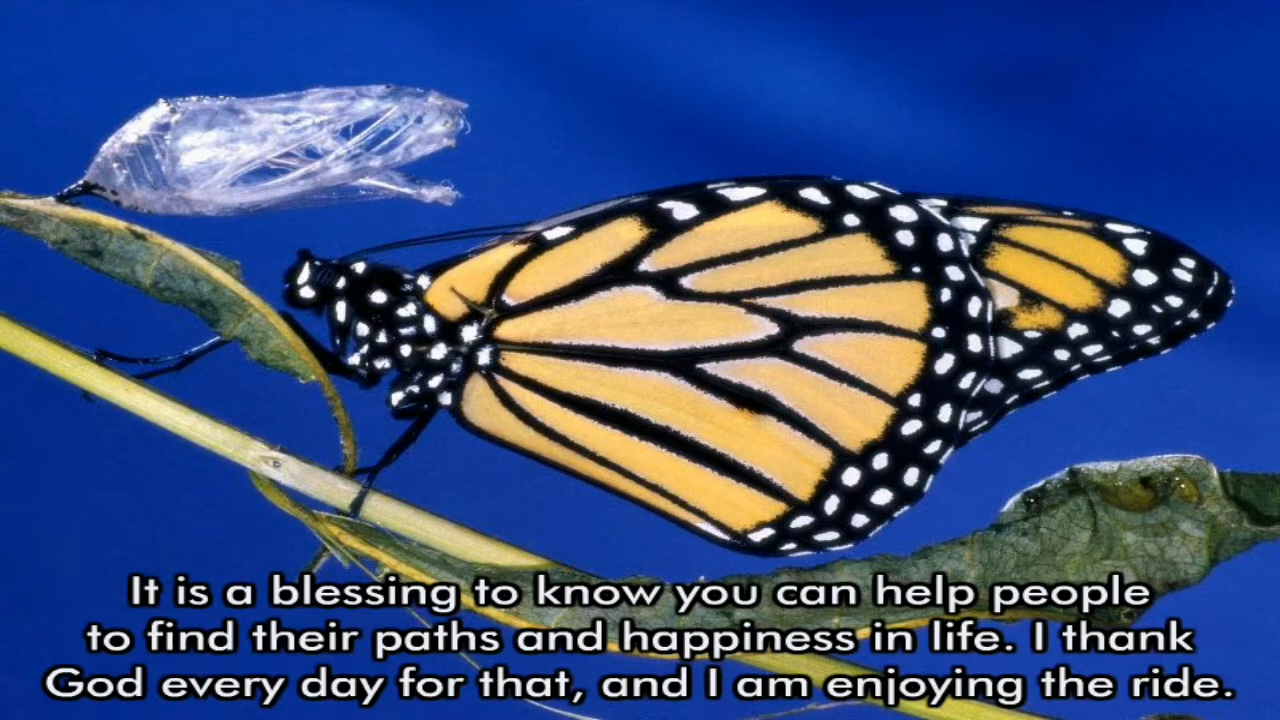 It is a blessing to know you can help people
to find their paths and happiness in life. I thank
God every day for that, and I am enjoying the ride.